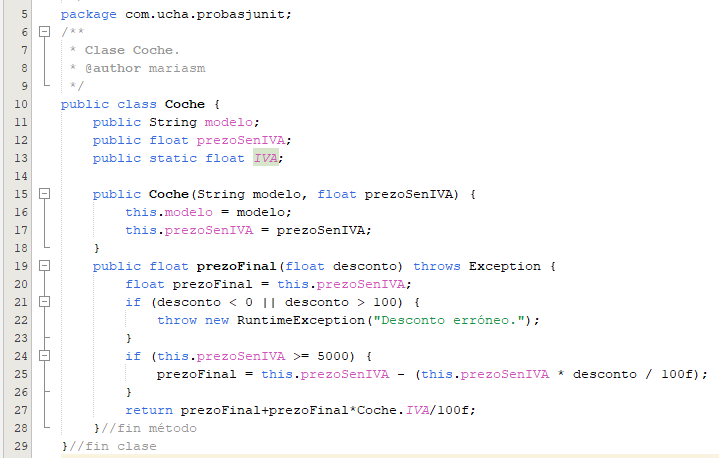 5 package com.ucha.probasjunit;
6 /**
7 * Clase Coche.
8 * @author mariasm
9 */
10 public class Coche {
11 public String modelo;
12 public float prezoSenIVA;
13 public static float IVA;
14
15 public Coche(String modelo, float prezoSenIVA) {
16 this.modelo = modelo;
17 this.prezoSenIVA = prezoSenIVA;
18 }
19 public float prezoFinal(float desconto) throws Exception {
20 float prezoFinal = this.prezoSenIVA;
21 if (desconto < 0 || desconto > 100) {
22 throw new RuntimeException("Desconto erróneo.");
23 }
24 if (this.prezoSenIVA >= 5000) {
25 prezoFinal = this.prezoSenIVA - (this.prezoSenIVA * desconto / 100f);
26 }
27 return prezoFinal+prezoFinal*Coche.IVA/100f;
28 }//fin método
29 }//fin clase